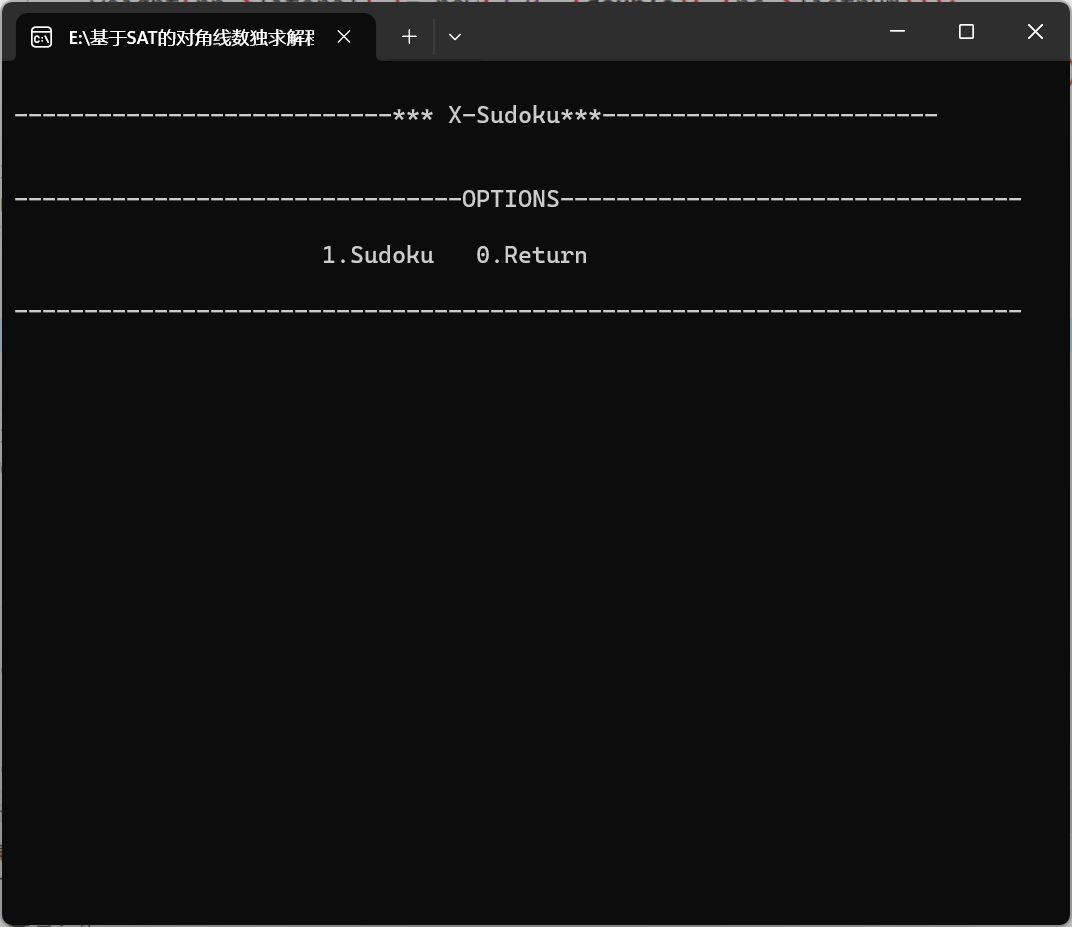 E:\基于SAT的对角线数独求解
---------------------------*** X-Sudoku***------------------------
--------------------------------OPTIONS---------------------------------
1.Sudoku   0.Return
------------------------------------------------------------------------